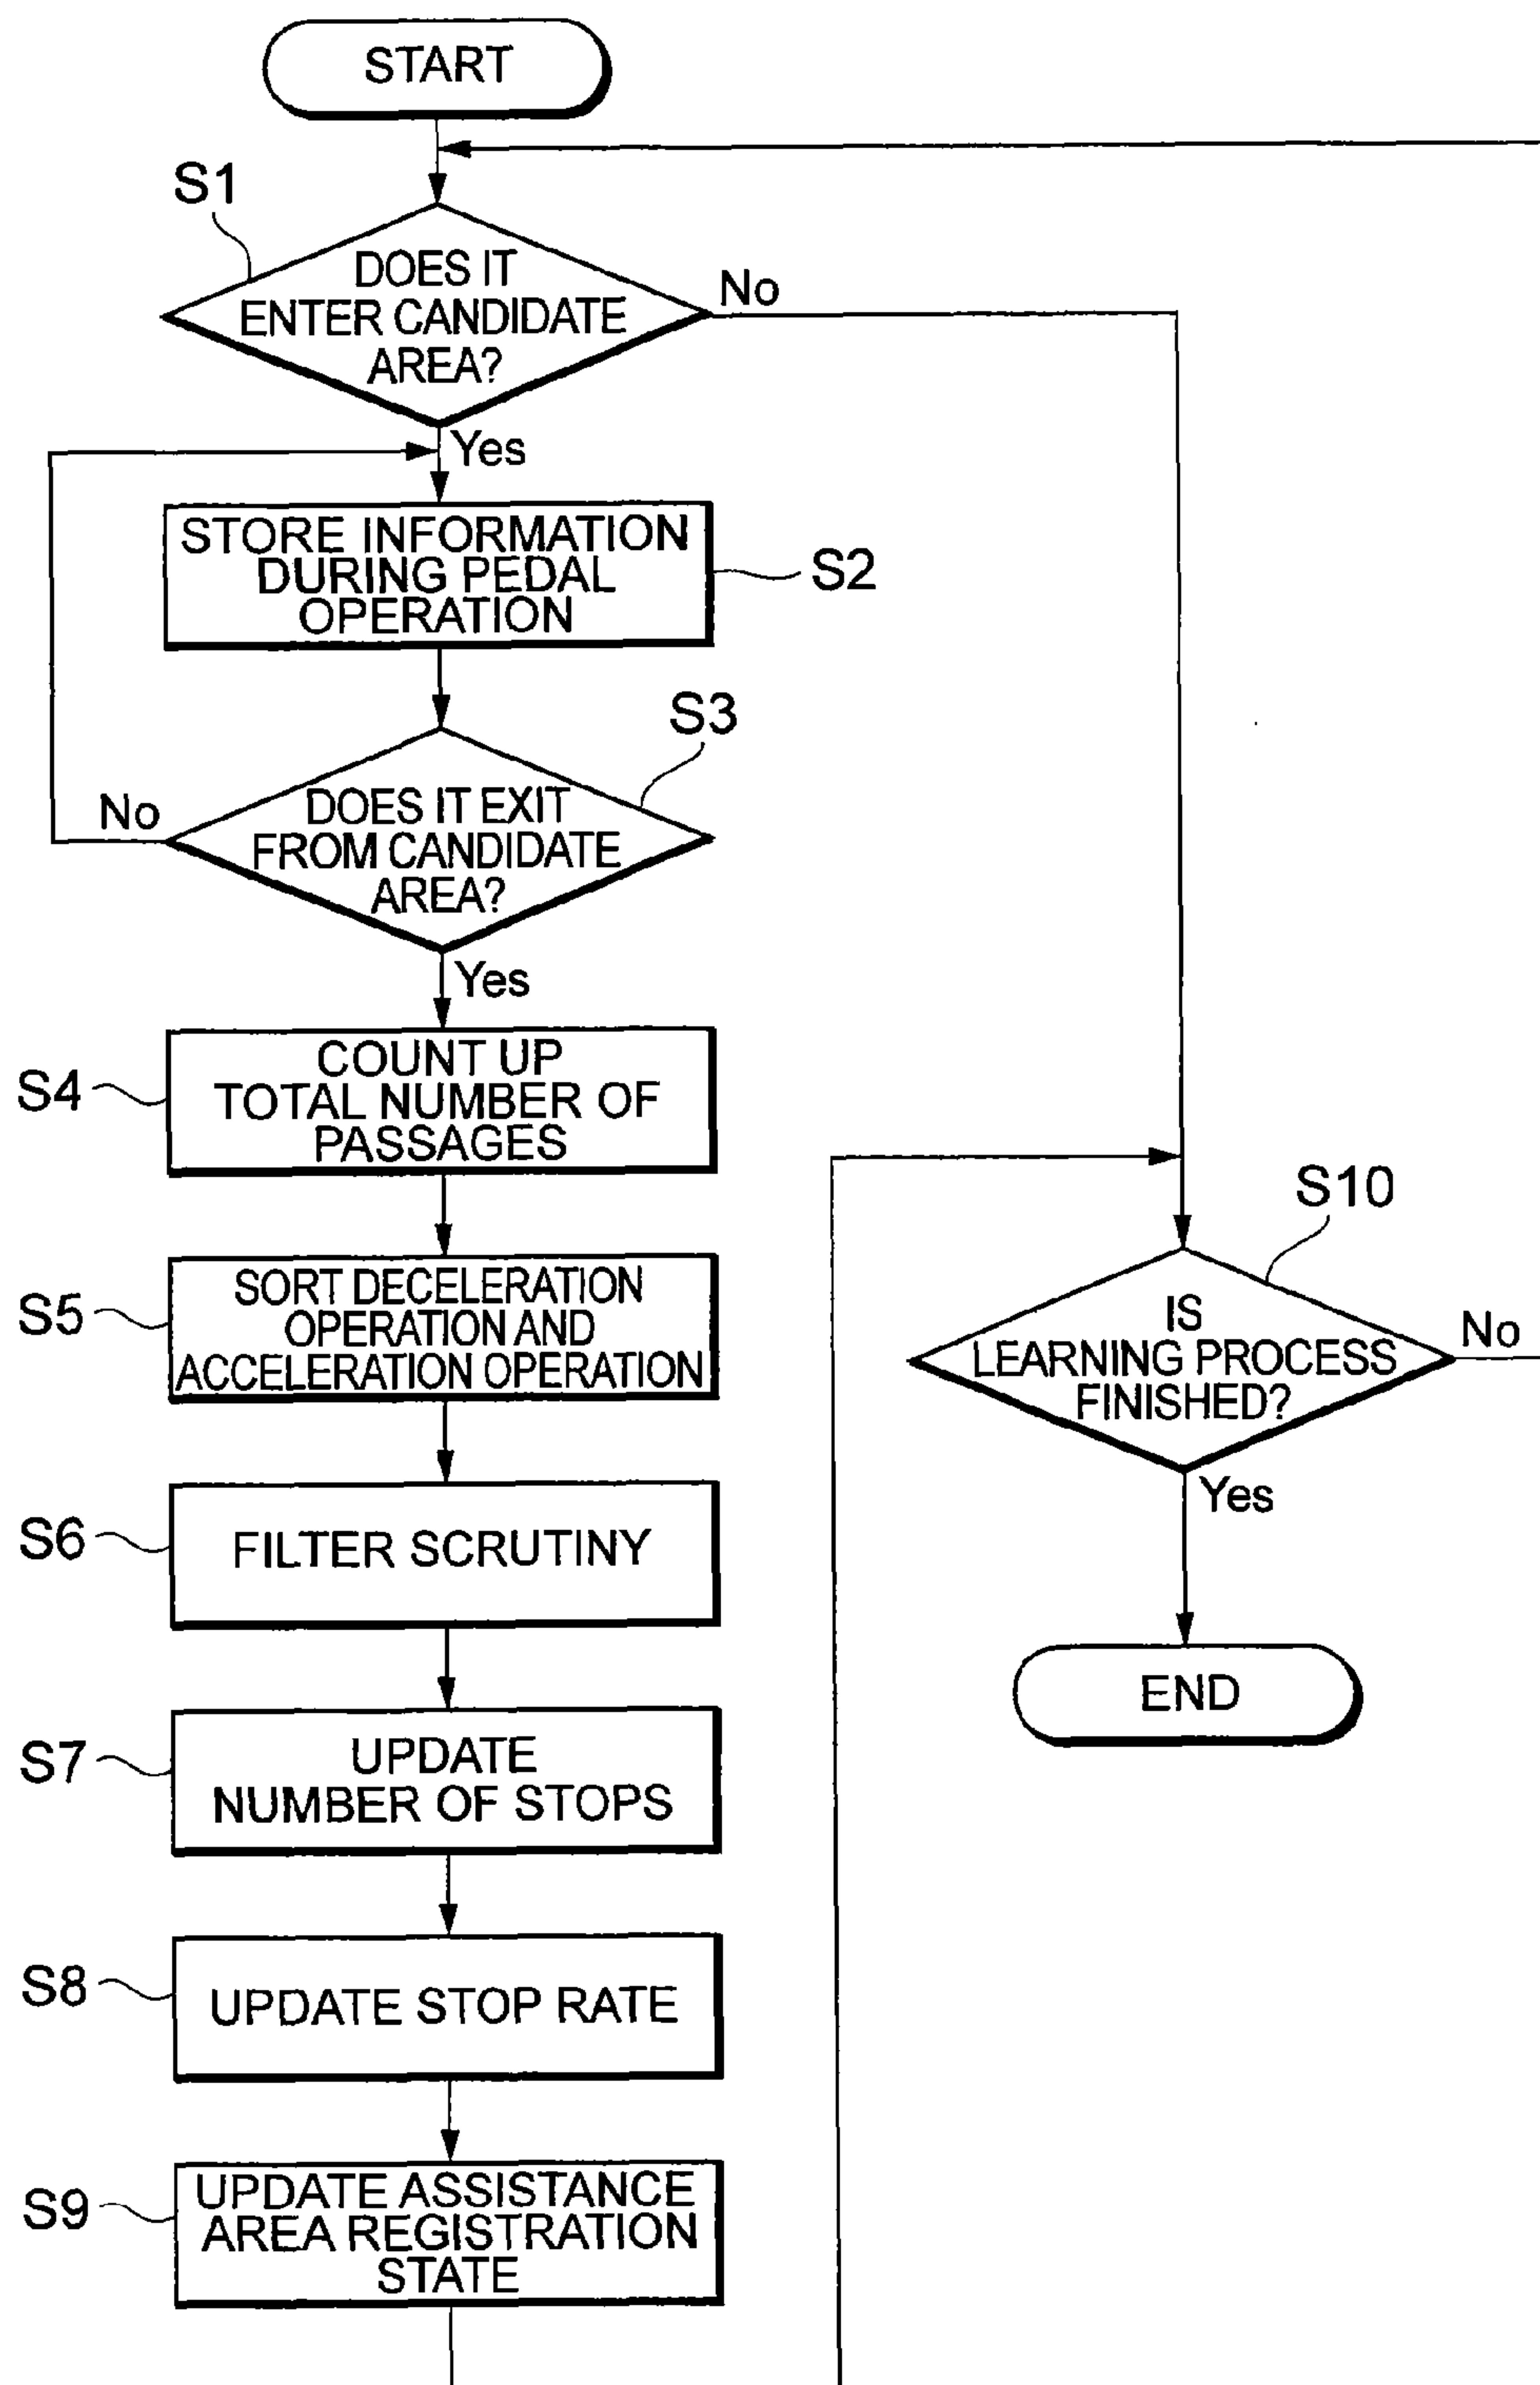 START
S1
DOES IT
ENTER CANDIDATE
AREA?
No
Yes
STORE INFORMATION
DURING PEDAL
OPERATION
S2
S3
DOES IT EXIT
FROM CANDIDATE
AREA?
No
Yes
S4
COUNT UP
TOTAL NUMBER OF
PASSAGES
S5
SORT DECELERATION
OPERATION AND
ACCELERATION OPERATION
S6
FILTER SCRUTINY
S7
UPDATE
NUMBER OF STOPS
S8
UPDATE STOP RATE
S9
UPDATE ASSISTANCE
AREA REGISTRATION
STATE
S10
IS
LEARNING PROCESS
FINISHED?
No
Yes
END